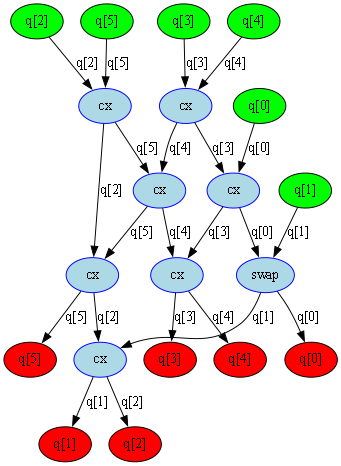 q[2] q[5] q[3] q[4]
q[2] q[5] q[3] q[4]
cx cx q[0]
q[5] q[4] q[3] q[0]
q[2] cx cx q[1]
q[5] q[4] q[3] q[0] q[1]
cx cx swap
q[5] q[2] q[3] q[4] q[1] q[0]
q[5] cx q[3] q[4] q[0]
q[1] q[2]
q[1] q[2]